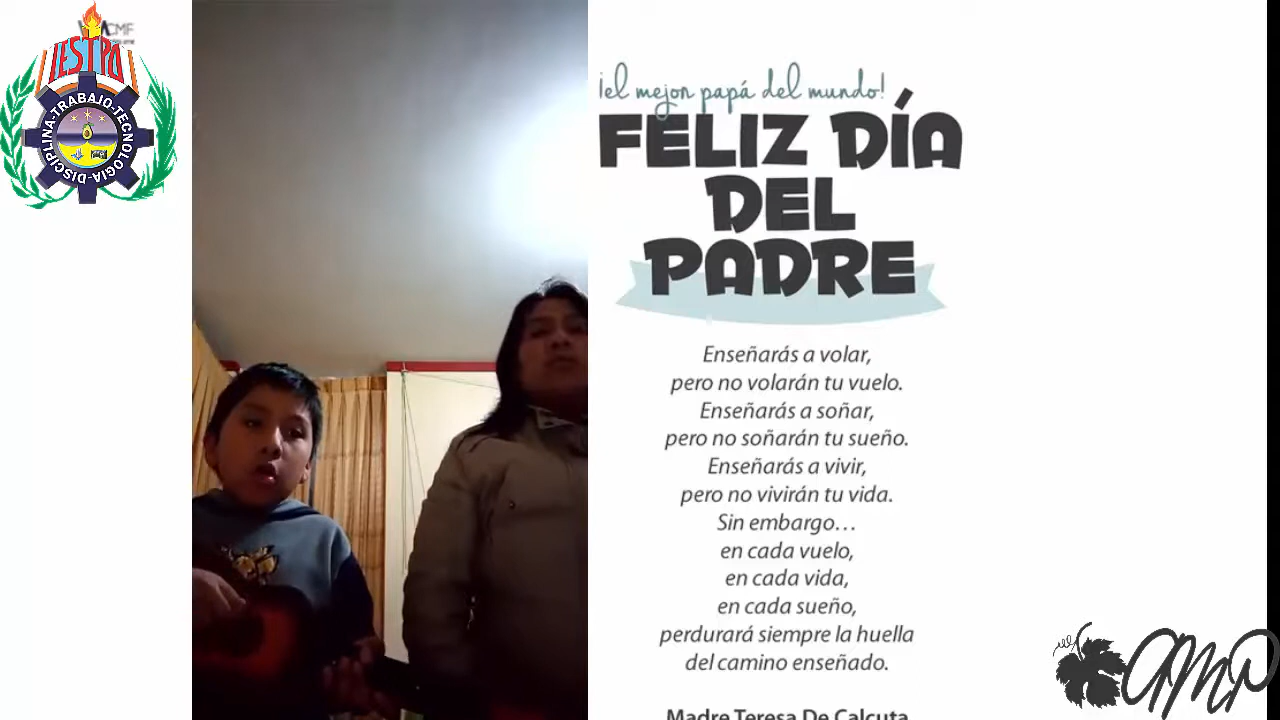 CMF
IESTPA
DISCIPLINA-TRABAJO-TECNOLOGIA
¡el mejor papá del mundo!
FELIZ DÍA
DEL
PADRE
Enseñarás a volar,
pero no volarán tu vuelo.
Enseñarás a soñar,
pero no soñarán tu sueño.
Enseñarás a vivir,
pero no vivirán tu vida.
Sin embargo…
en cada vuelo,
en cada vida,
en cada sueño,
perdurará siempre la huella
del camino enseñado.
Madre Teresa De Calcuta
AMP